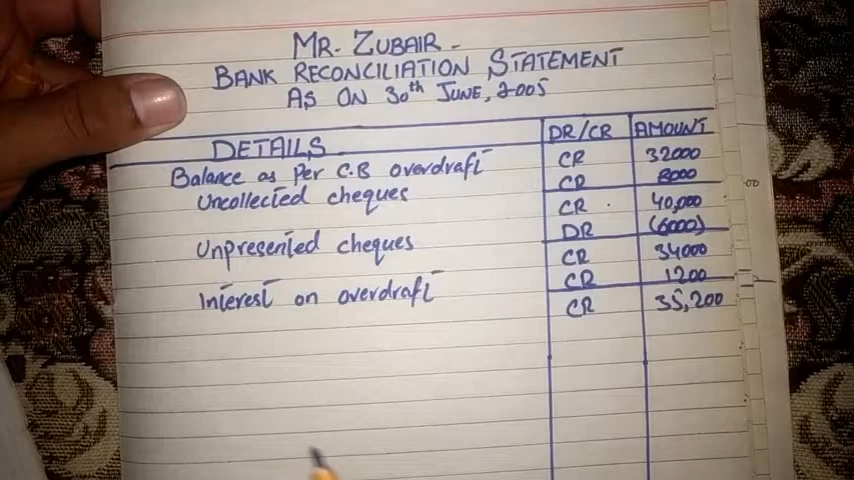 MR. ZUBAIR.
BANK RECONCILIATION STATEMENT
AS ON 30th JUNE, 2005
DETAILS DR/CR AMOUNT
Balance as Per C.B overdraft CR 32000
Uncollected cheques CR 8000
CR 40,000
Unpresented cheques DR (6000)
CR 34000
Interest on overdraft CR 1200
CR 35,200